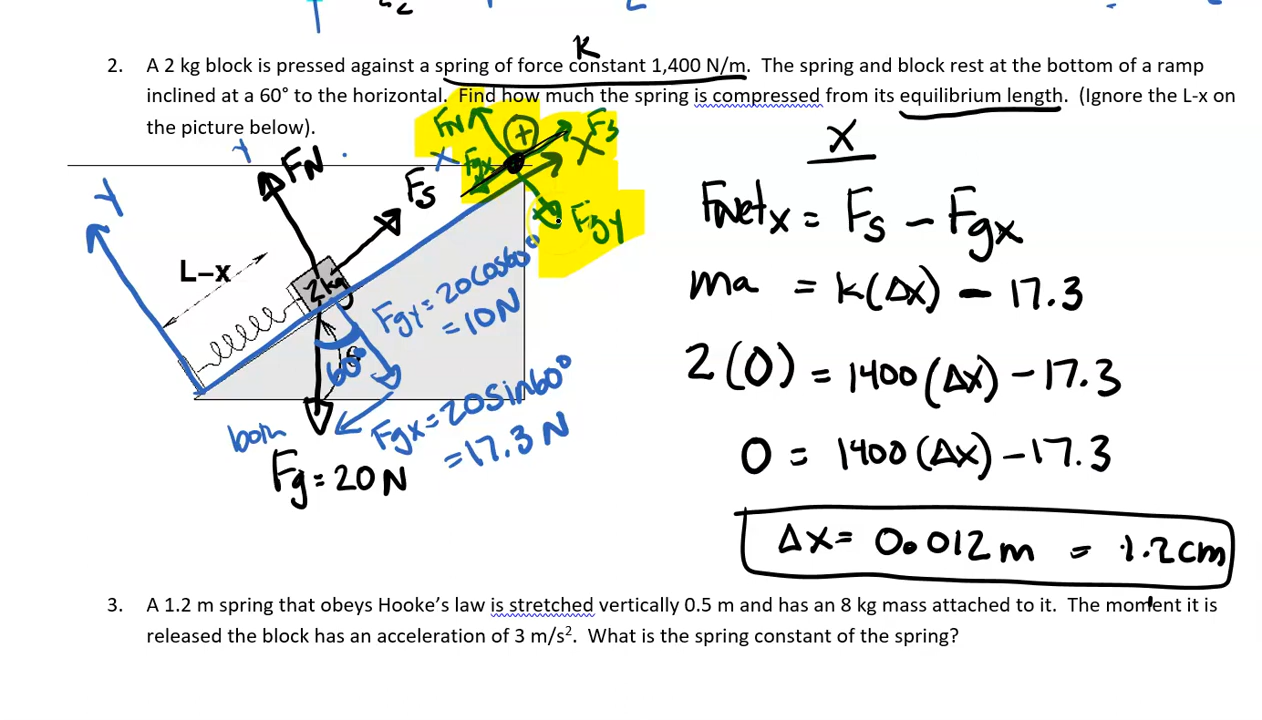 2. A 2 kg block is pressed against a spring of force constant 1,400 N/m. The spring and block rest at the bottom of a ramp
inclined at a 60° to the horizontal. Find how much the spring is compressed from its equilibrium length. (Ignore the L-x on
the picture below).
K
x
FN
Fs
Y
Y
X
FN
+
Fs
X
Fgx
Fgy
L-x
2kg
60°
FgY = 20cos60°
= 10N
Fgx = 20sin60°
= 17.3 N
both
Fg = 20N
Fnetx = Fs - Fgx
ma = k(Δx) - 17.3
2(0) = 1400(Δx) - 17.3
0 = 1400(Δx) - 17.3
Δx = 0.012m = 1.2cm
3. A 1.2 m spring that obeys Hooke's law is stretched vertically 0.5 m and has an 8 kg mass attached to it. The moment it is
released the block has an acceleration of 3 m/s². What is the spring constant of the spring?